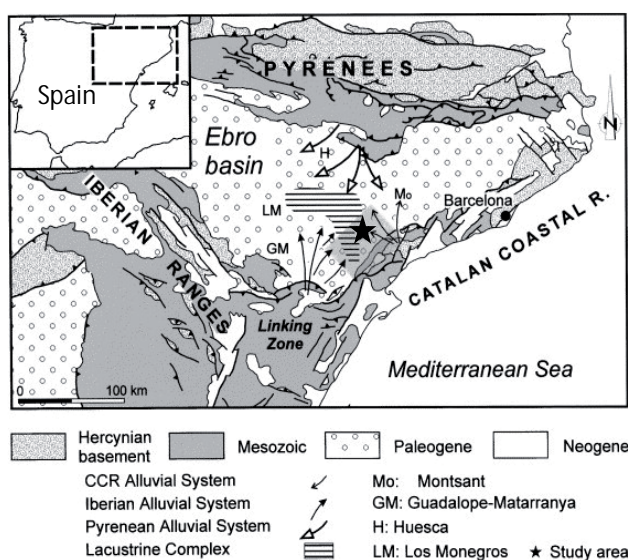 Spain
PYRÉNÉES
Ebro
basin
N
H
Mo
LM
Barcelona
IBERIAN
RANGES
GM
CATALAN COASTAL R.
Linking
Zone
Mediterranean Sea
0 100 km
Hercynian
basement
Mesozoic
Paleogene
Neogene
CCR Alluvial System Mo: Montsant
Iberian Alluvial System GM: Guadalope-Matarranya
Pyrenean Alluvial System H: Huesca
Lacustrine Complex LM: Los Monegros ★ Study area